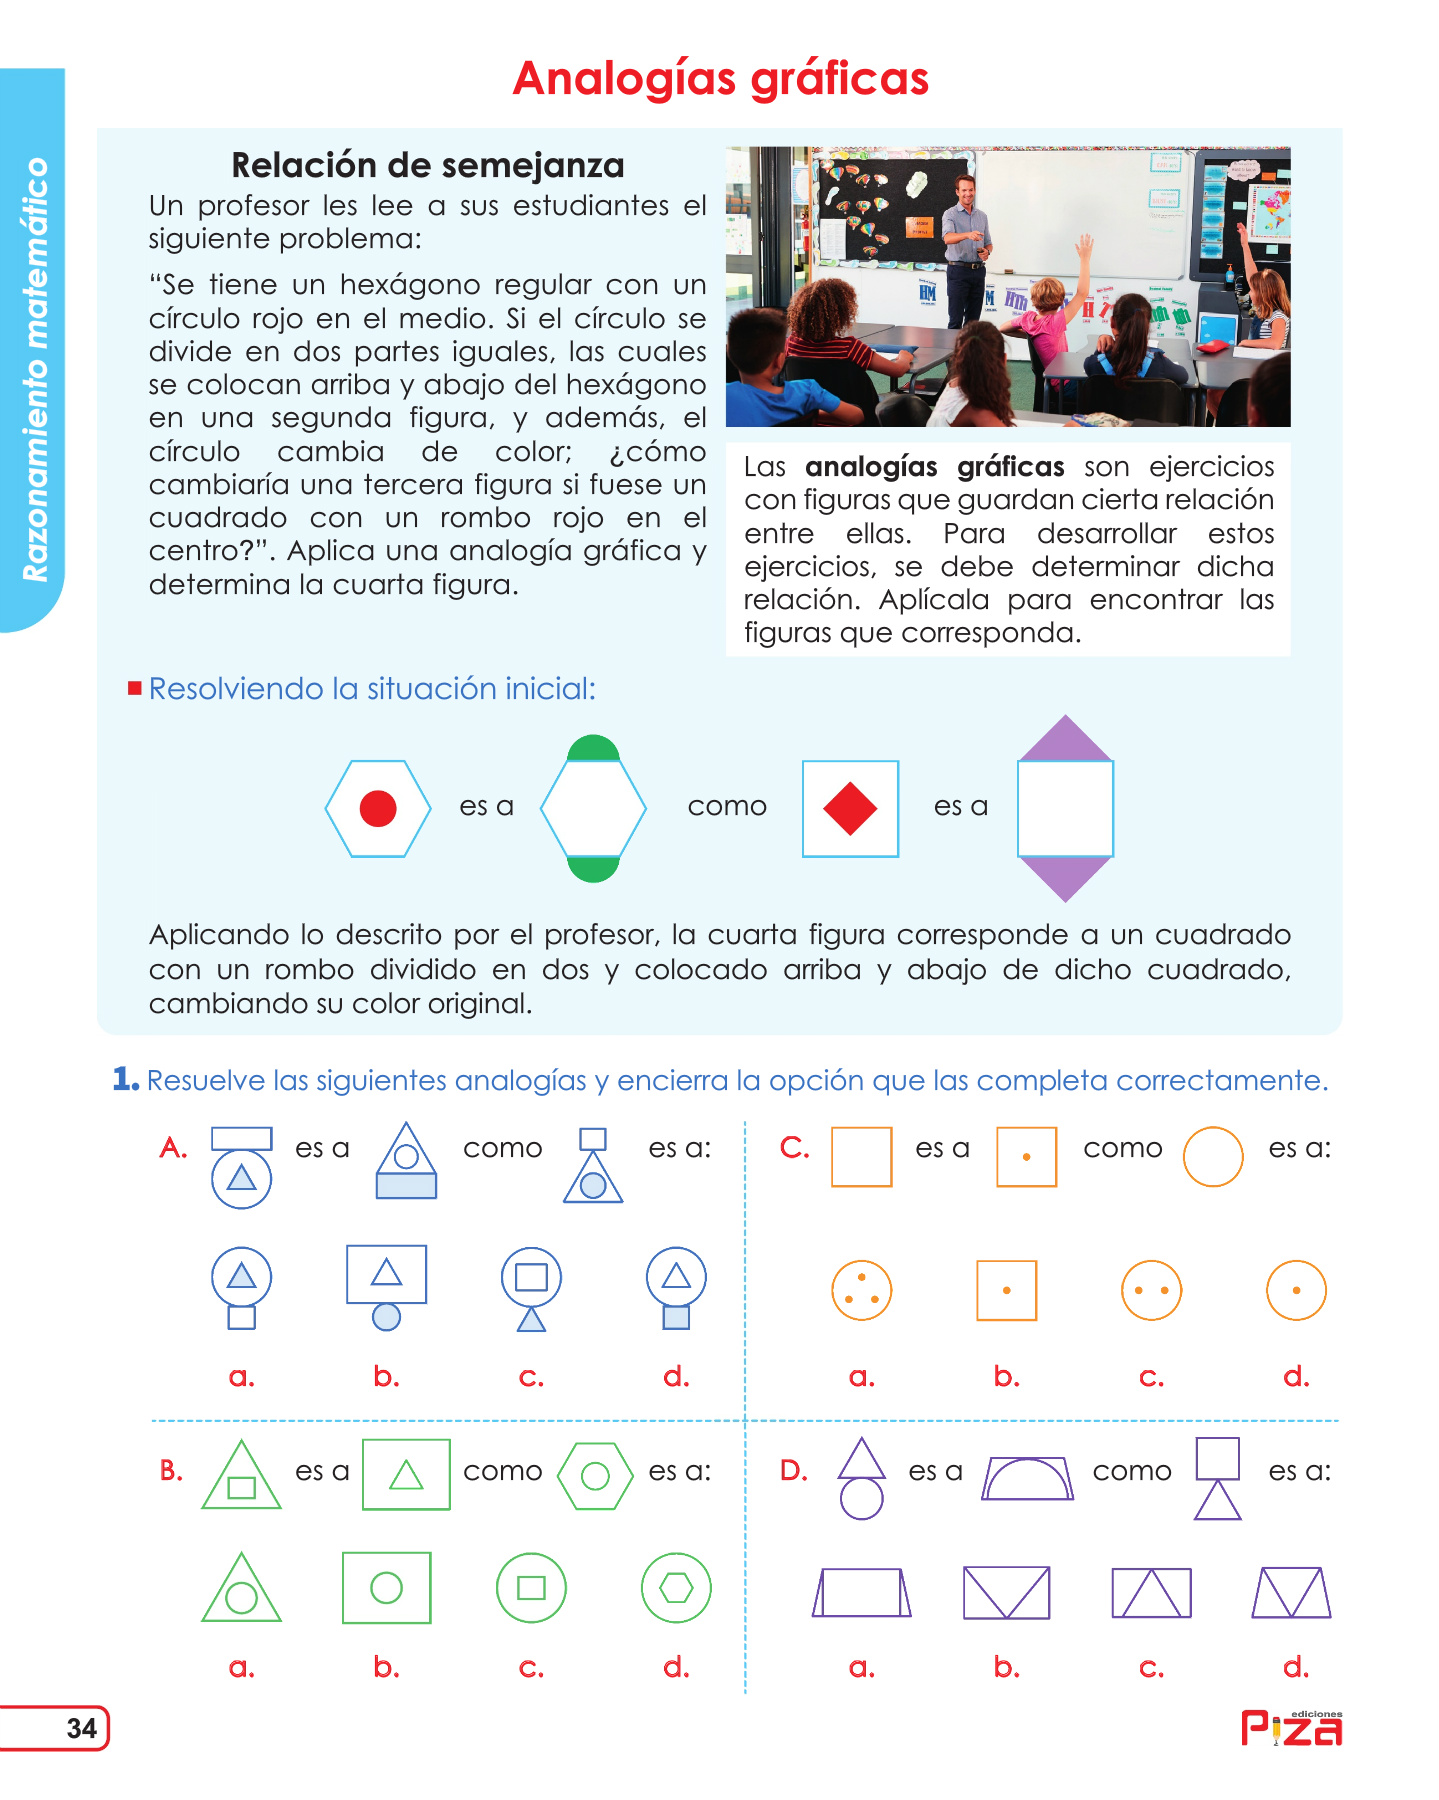 Analogías gráficas
Razonamiento matemático
Relación de semejanza
Un profesor les lee a sus estudiantes el
siguiente problema:
“Se tiene un hexágono regular con un
círculo rojo en el medio. Si el círculo se
divide en dos partes iguales, las cuales
se colocan arriba y abajo del hexágono
en una segunda figura, y además, el
círculo cambia de color; ¿cómo
cambiaría una tercera figura si fuese un
cuadrado con un rombo rojo en el
centro?”. Aplica una analogía gráfica y
determina la cuarta figura.
Las analogías gráficas son ejercicios
con figuras que guardan cierta relación
entre ellas. Para desarrollar estos
ejercicios, se debe determinar dicha
relación. Aplícala para encontrar las
figuras que corresponda.
Resolviendo la situación inicial:
es a como es a
Aplicando lo descrito por el profesor, la cuarta figura corresponde a un cuadrado
con un rombo dividido en dos y colocado arriba y abajo de dicho cuadrado,
cambiando su color original.
1. Resuelve las siguientes analogías y encierra la opción que las completa correctamente.
A. es a como es a:
a. b. c. d.
C. es a como es a:
a. b. c. d.
B. es a como es a:
a. b. c. d.
D. es a como es a:
a. b. c. d.
34
ediciones
Piza